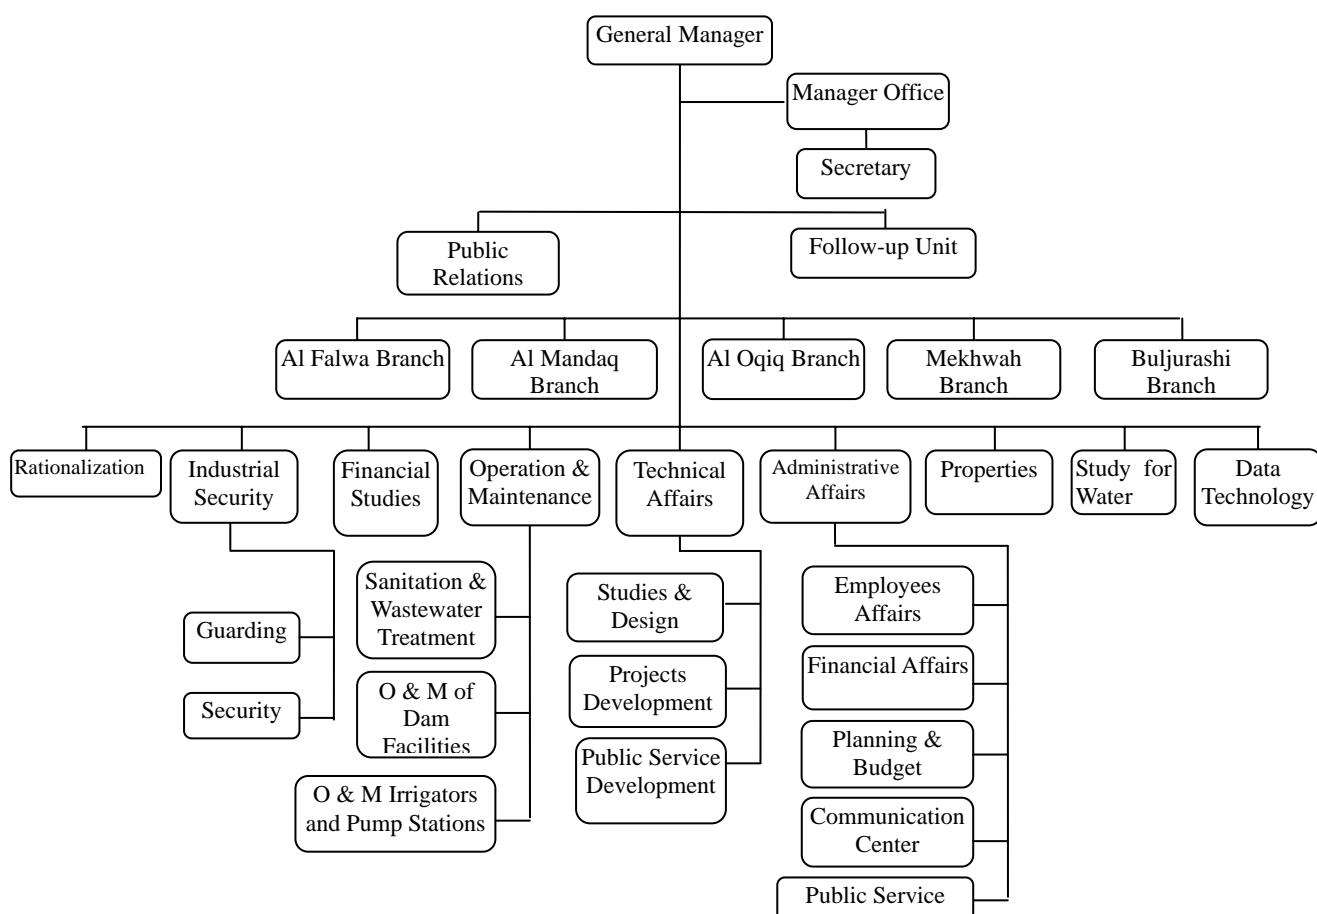 General Manager
Manager Office
Secretary
Public
Relations
Follow-up Unit
Al Falwa Branch
Al Mandaq
Branch
Al Oqiq Branch
Mekhwah
Branch
Buljurashi
Branch
Rationalization
Industrial
Security
Financial
Studies
Operation &
Maintenance
Technical
Affairs
Administrative
Affairs
Properties
Study for
Water
Data
Technology
Guarding
Security
Sanitation &
Wastewater
Treatment
O & M of
Dam
Facilities
O & M Irrigators
and Pump Stations
Studies &
Design
Projects
Development
Public Service
Development
Employees
Affairs
Financial Affairs
Planning &
Budget
Communication
Center
Public Service